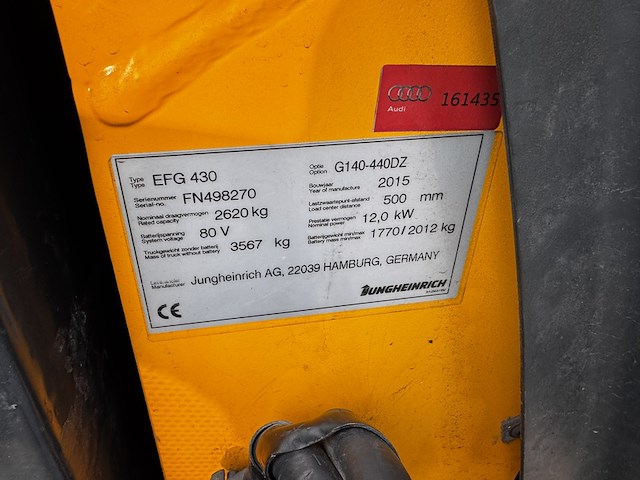 Audi
161435
Type
Type EFG 430
Optie
Option G140-440DZ
Serienummer
Serial-no. FN498270
Bouwjaar
Year of manufacture 2015
Nominaal draagvermogen
Rated capacity 2620 kg
Lastzwaartepunt-afstand
Load center distance 500 mm
Batterijspanning
System voltage 80 V
Prestatie vermogen
Nominal power 12,0 kW
Truckgewicht zonder batterij
Mass of truck without battery 3567 kg
Batterijgewicht min/max
Battery mass min/max 1770/2012 kg
Manufacturer Jungheinrich AG, 22039 HAMBURG, GERMANY
CE
JUNGHEINRICH